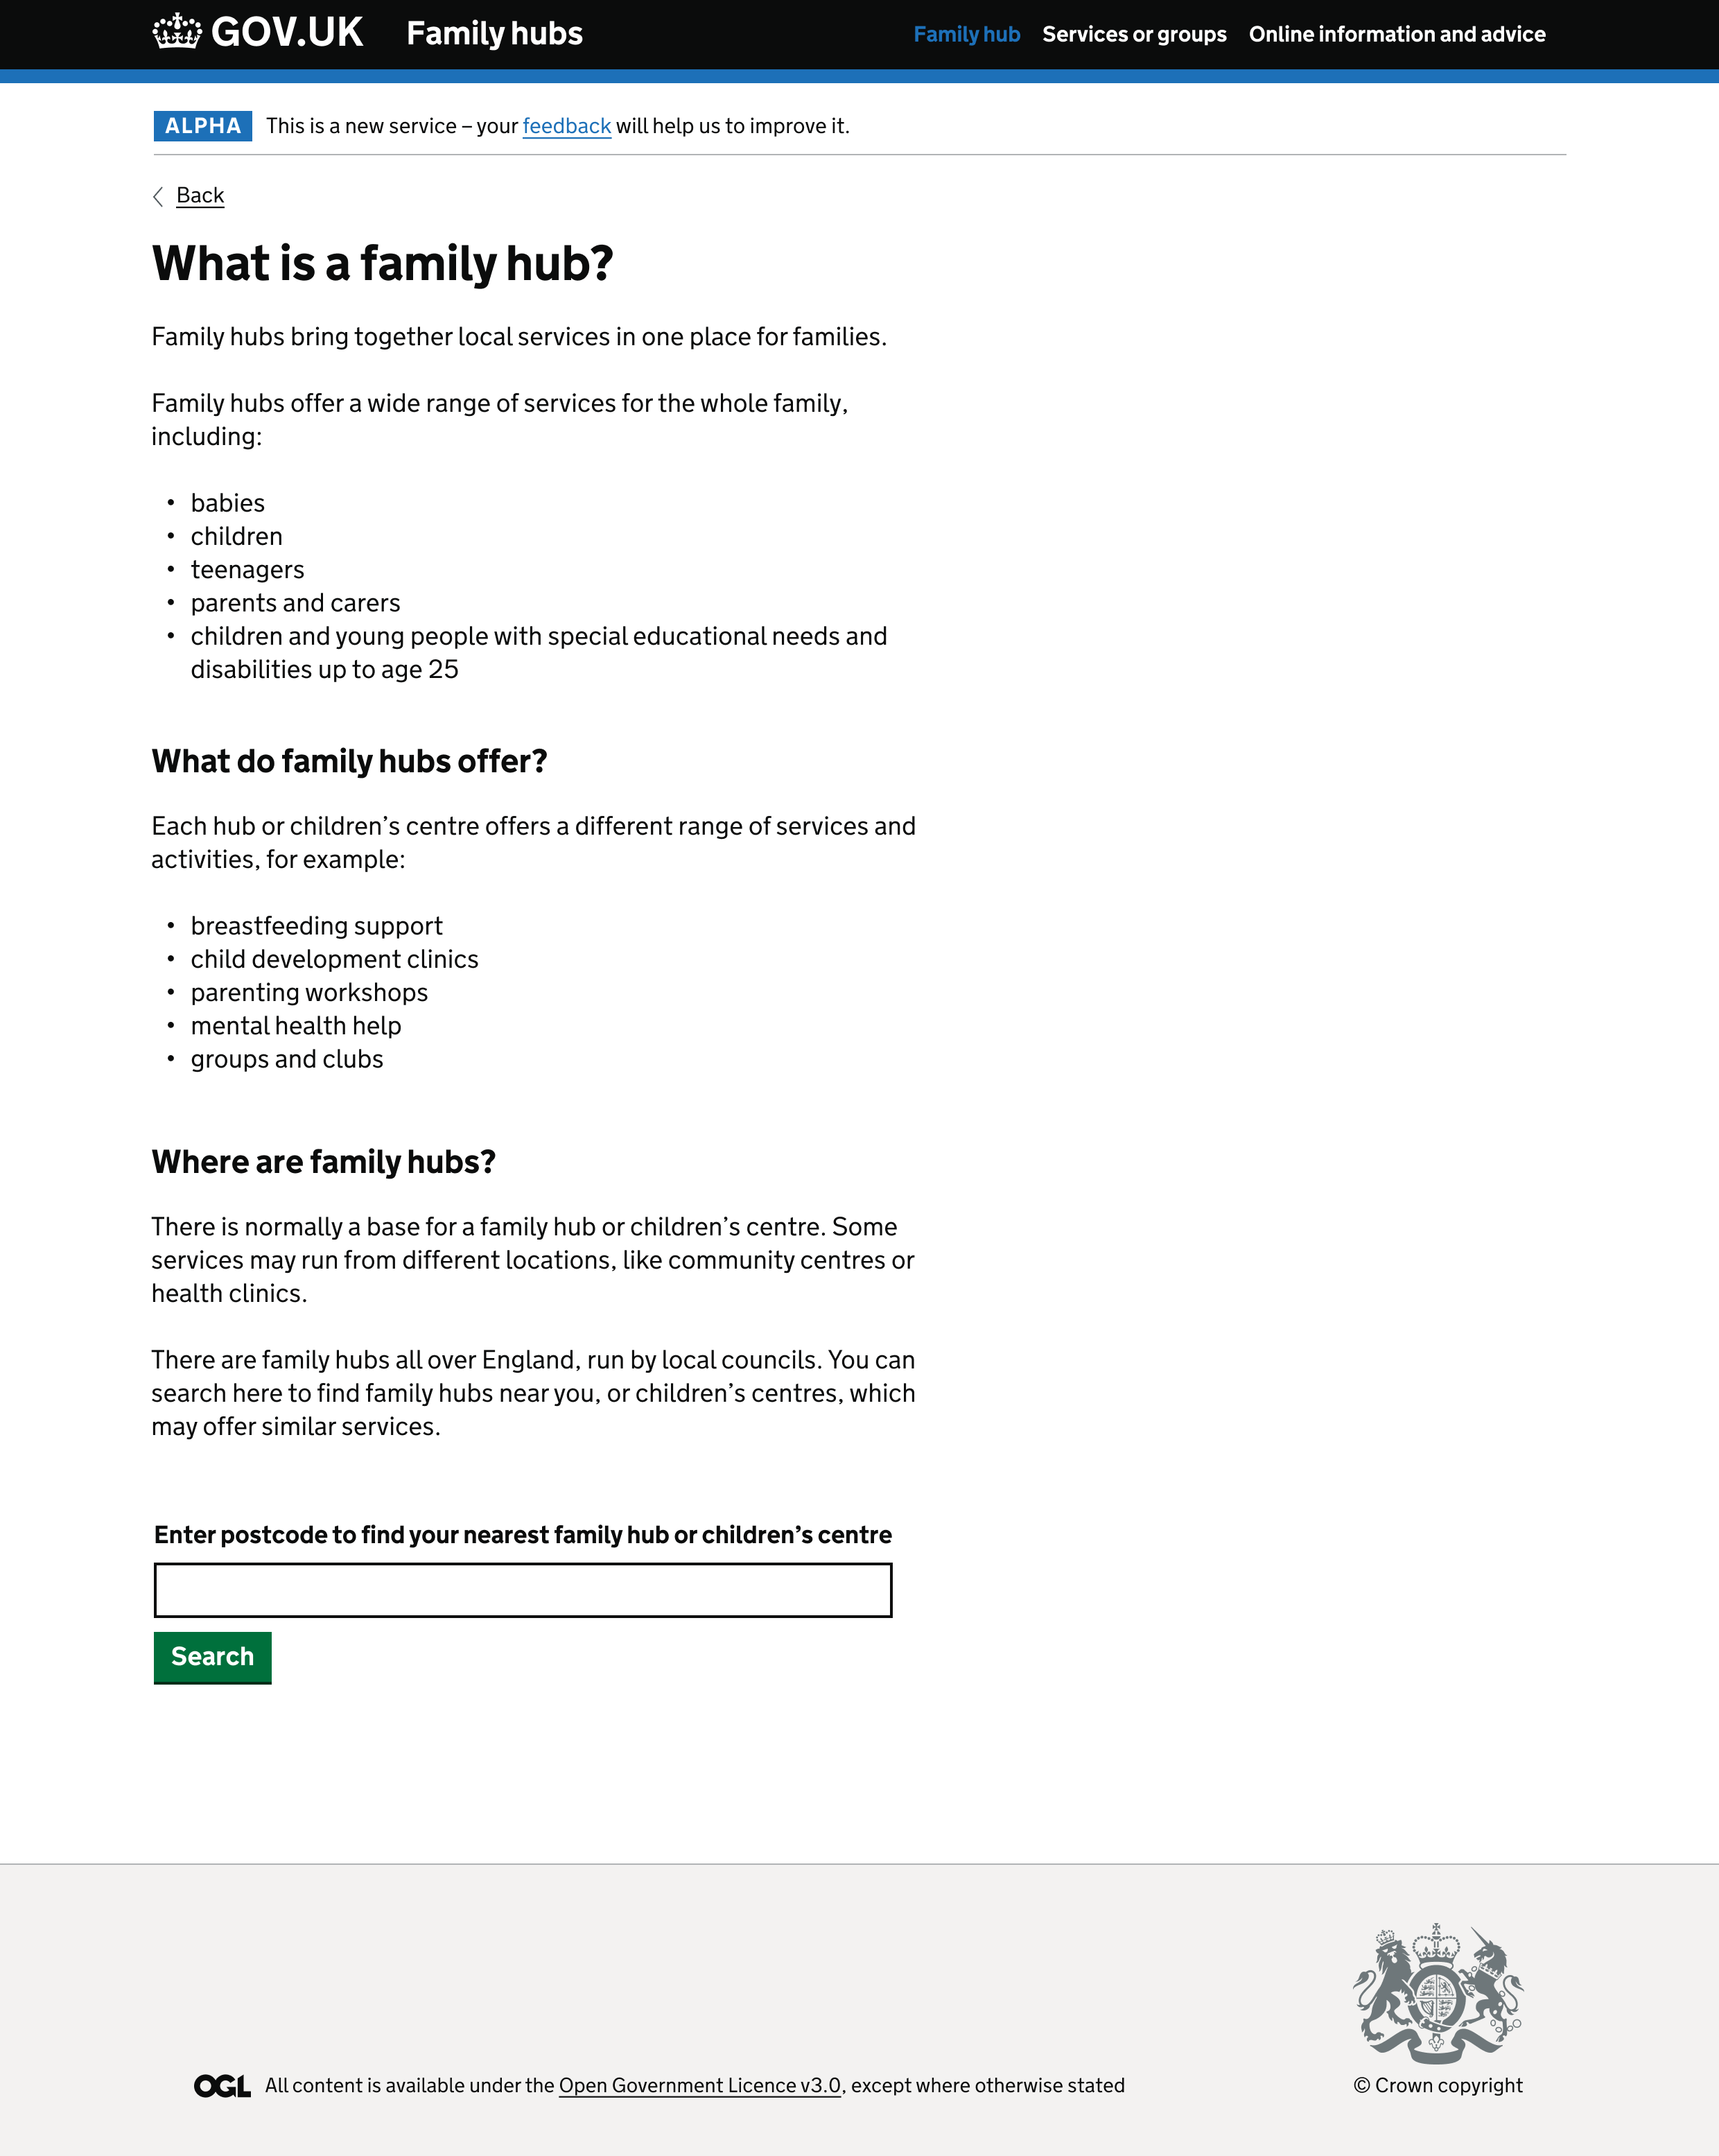 GOV.UK Family hubs Family hub Services or groups Online information and advice
ALPHA This is a new service – your feedback will help us to improve it.
Back
What is a family hub?
Family hubs bring together local services in one place for families.
Family hubs offer a wide range of services for the whole family,
including:
• babies
• children
• teenagers
• parents and carers
• children and young people with special educational needs and
disabilities up to age 25
What do family hubs offer?
Each hub or children’s centre offers a different range of services and
activities, for example:
• breastfeeding support
• child development clinics
• parenting workshops
• mental health help
• groups and clubs
Where are family hubs?
There is normally a base for a family hub or children’s centre. Some
services may run from different locations, like community centres or
health clinics.
There are family hubs all over England, run by local councils. You can
search here to find family hubs near you, or children’s centres, which
may offer similar services.
Enter postcode to find your nearest family hub or children’s centre
Search
OGL All content is available under the Open Government Licence v3.0, except where otherwise stated
© Crown copyright